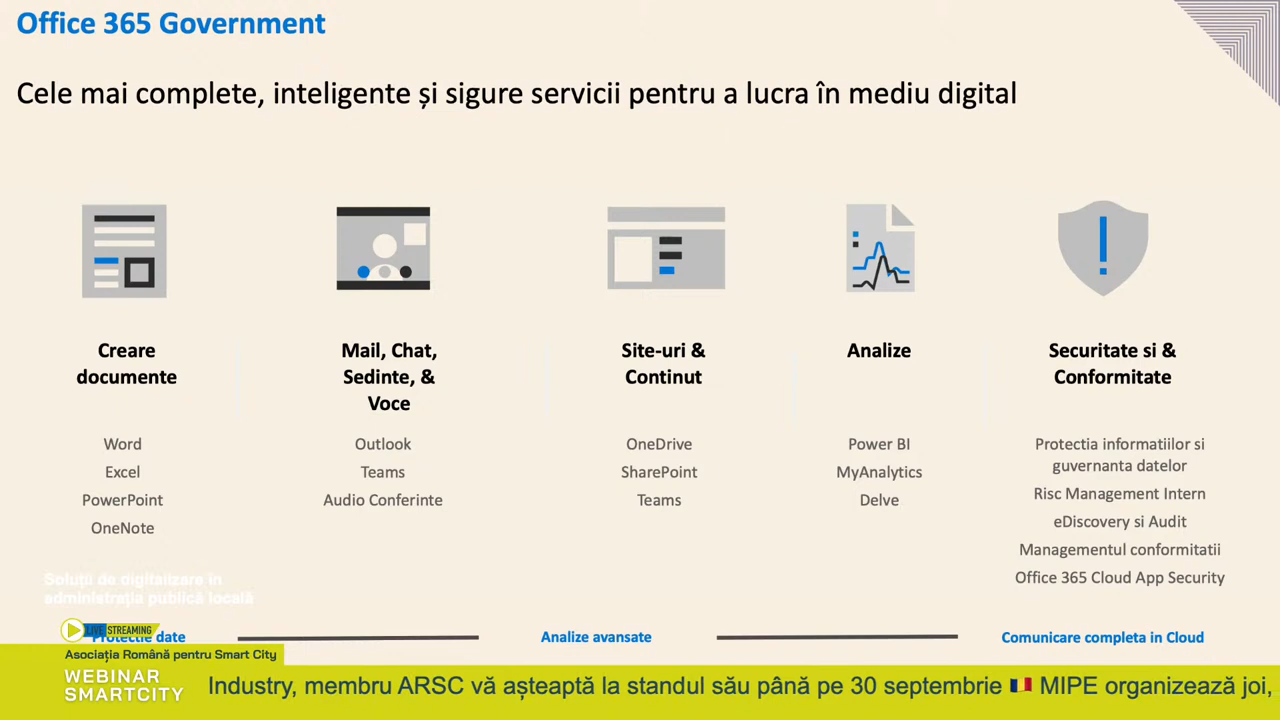 Office 365 Government
Cele mai complete, inteligente și sigure servicii pentru a lucra în mediu digital
Creare
documente
Mail, Chat,
Sedinte, &
Voce
Site-uri &
Continut
Analize
Securitate si &
Conformitate
Word
Excel
PowerPoint
OneNote
Outlook
Teams
Audio Conferinte
OneDrive
SharePoint
Teams
Power BI
MyAnalytics
Delve
Protectia informatiilor si
guvernanta datelor
Risc Management Intern
eDiscovery si Audit
Managementul conformitatii
Office 365 Cloud App Security
Soluții de digitalizare în
administrația publică locală
LIVE STREAMING
Protectie date
Analize avansate
Comunicare completa in Cloud
Asociația Română pentru Smart City
WEBINAR
SMARTCITY
Industry, membru ARSC vă așteaptă la standul său până pe 30 septembrie 🇷🇴 MIPE organizează joi,